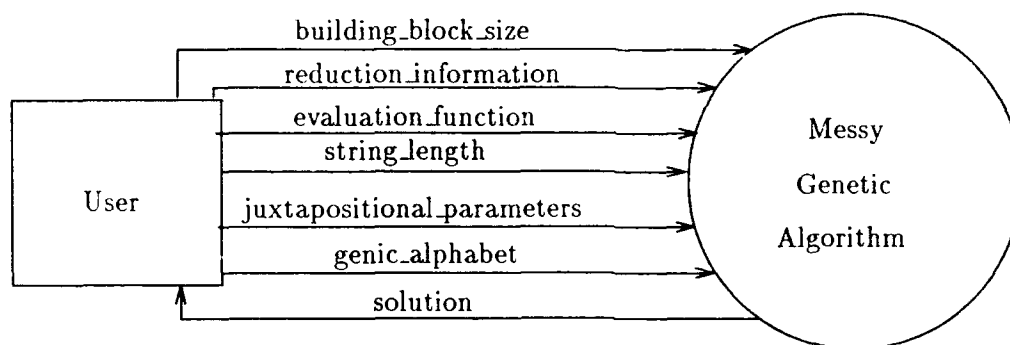 building_block_size
reduction_information
evaluation_function
string_length
User
juxtapositional_parameters
genic_alphabet
solution
Messy
Genetic
Algorithm